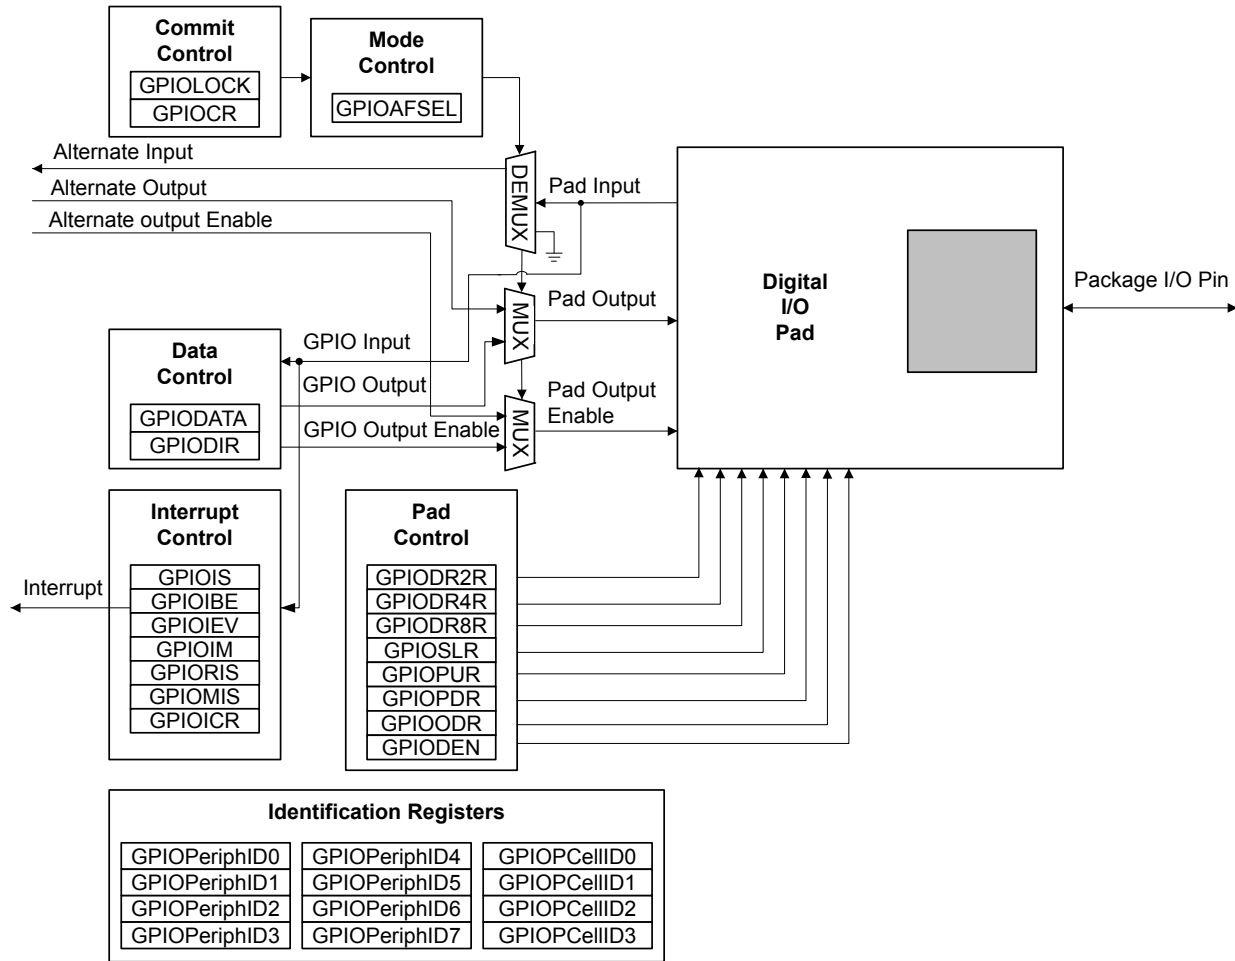 Commit
Control
GPIOLOCK
GPIOCR
Mode
Control
GPIOAFSEL
Alternate Input
Alternate Output
Alternate output Enable
DEMUX
Pad Input
MUX
Pad Output
MUX
Pad Output
Enable
Digital
I/O
Pad
Package I/O Pin
Data
Control
GPIODATA
GPIODIR
GPIO Input
GPIO Output
GPIO Output Enable
Interrupt
Control
GPIOIS
GPIOIBE
GPIOIEV
GPIOIM
GPIORIS
GPIOMIS
GPIOICR
Interrupt
Pad
Control
GPIODR2R
GPIODR4R
GPIODR8R
GPIOSLR
GPIOPUR
GPIOPDR
GPIOODR
GPIODEN
Identification Registers
GPIOPeriphID0
GPIOPeriphID1
GPIOPeriphID2
GPIOPeriphID3
GPIOPeriphID4
GPIOPeriphID5
GPIOPeriphID6
GPIOPeriphID7
GPIOPCellID0
GPIOPCellID1
GPIOPCellID2
GPIOPCellID3